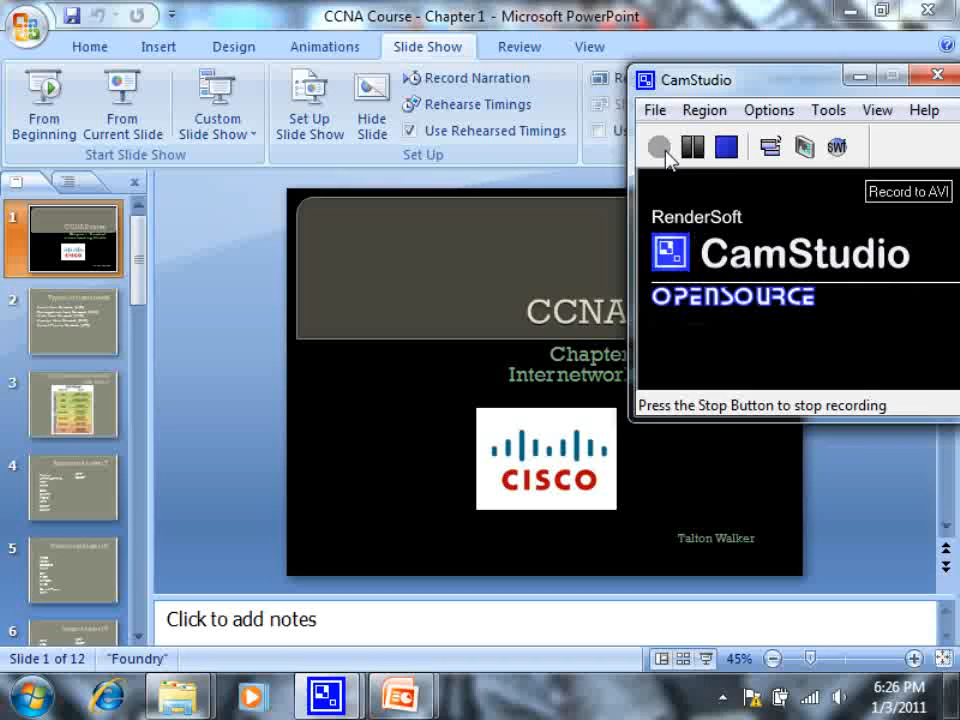 CCNA Course - Chapter 1 - Microsoft PowerPoint
Home Insert Design Animations Slide Show Review View
From Beginning
From Current Slide
Custom Slide Show
Start Slide Show
Set Up Slide Show
Hide Slide
Record Narration
Rehearse Timings
Use Rehearsed Timings
Set Up
CamStudio
File Region Options Tools View Help
Record to AVI
RenderSoft
CamStudio
OPENSOURCE
Press the Stop Button to stop recording
1
2
3
4
5
6
CCNA
Chapter
Internetwor
CISCO
Talton Walker
Click to add notes
Slide 1 of 12 "Foundry" 45%
6:26 PM
1/3/2011